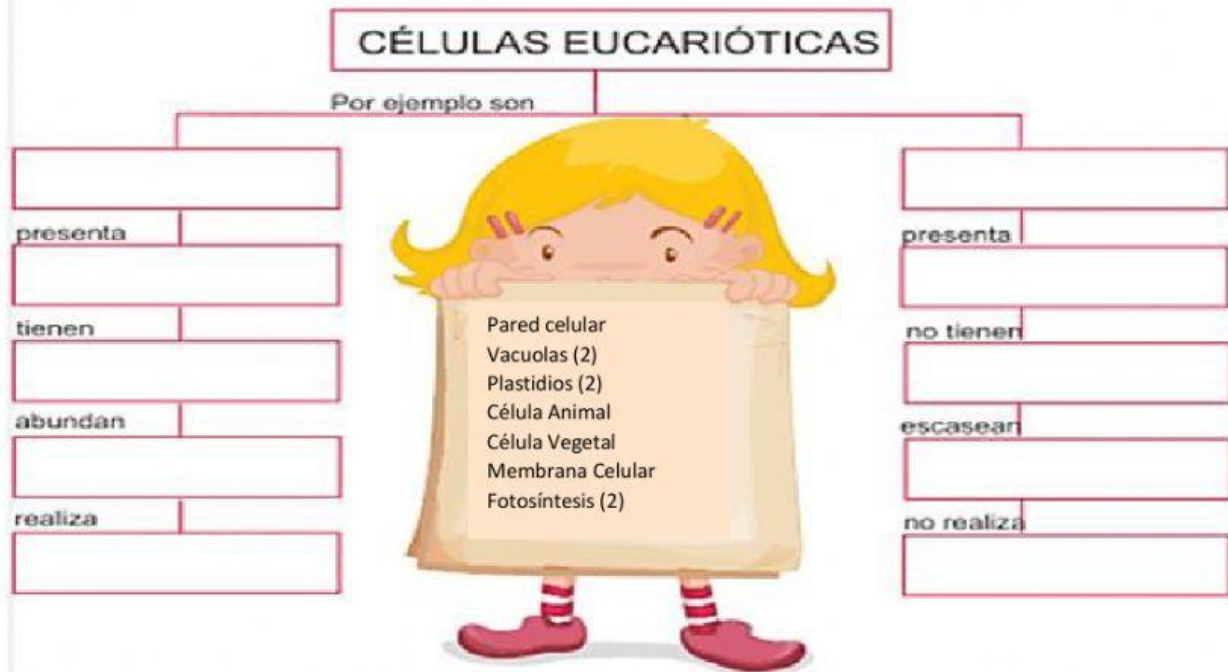 CÉLULAS EUCARIÓTICAS
Por ejemplo son
presenta
tienen
abundan
realiza
Pared celular
Vacuolas (2)
Plastidios (2)
Célula Animal
Célula Vegetal
Membrana Celular
Fotosíntesis (2)
presenta
no tienen
escasean
no realiza